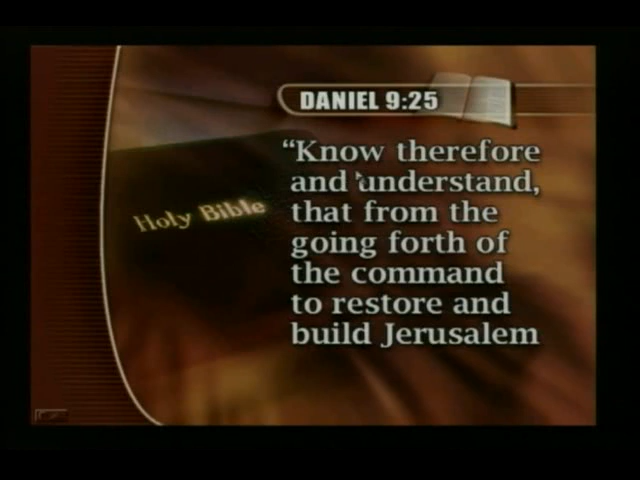 DANIEL 9:25
Holy Bible
“Know therefore
and understand,
that from the
going forth of
the command
to restore and
build Jerusalem